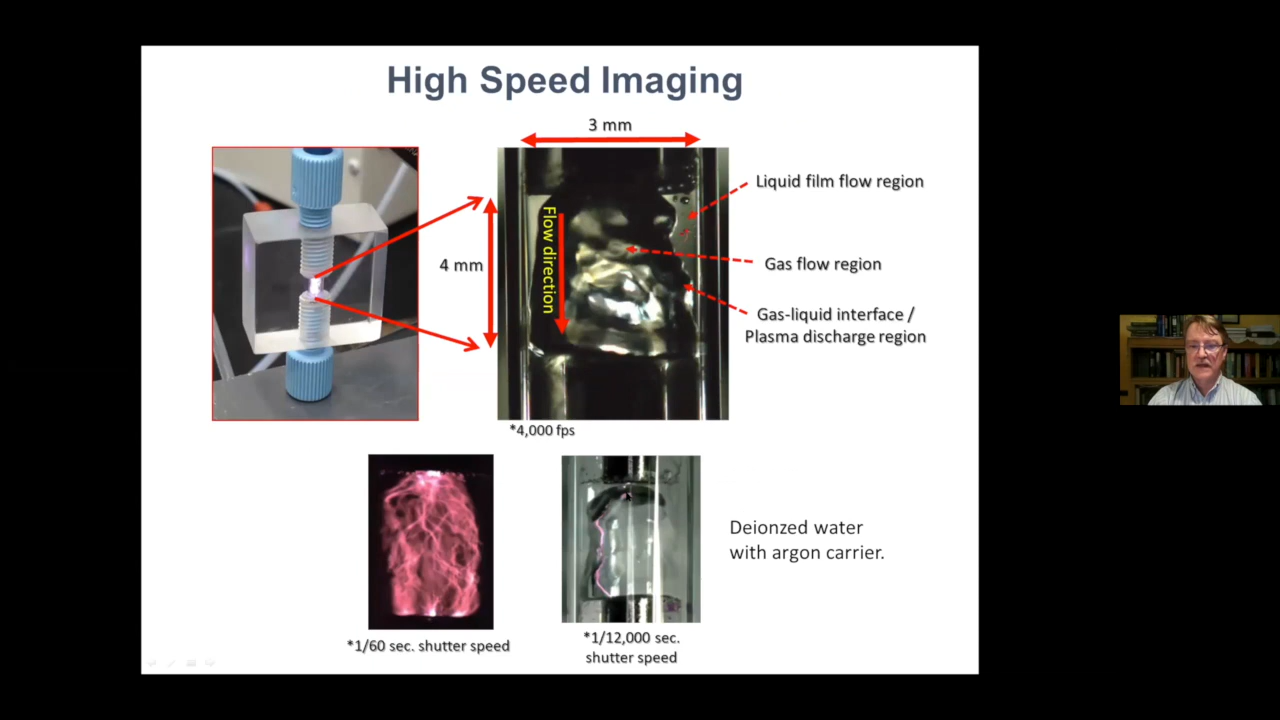 High Speed Imaging
3 mm
Liquid film flow region
Flow direction
4 mm
Gas flow region
Gas-liquid interface /
Plasma discharge region
*4,000 fps
Deionzed water
with argon carrier.
*1/60 sec. shutter speed
*1/12,000 sec.
shutter speed